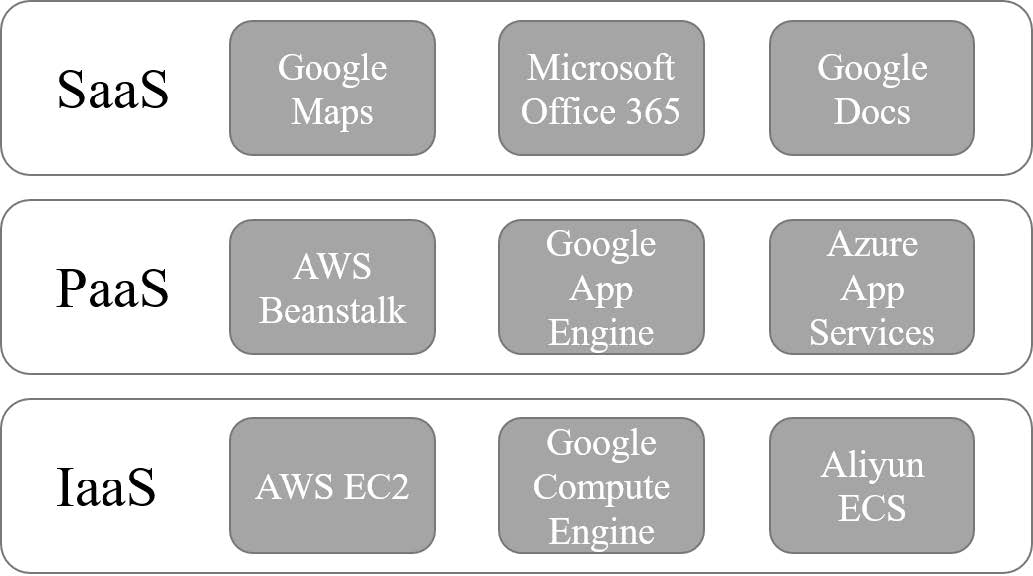 SaaS
Google
Maps
Microsoft
Office 365
Google
Docs
PaaS
AWS
Beanstalk
Google
App
Engine
Azure
App
Services
IaaS
AWS EC2
Google
Compute
Engine
Aliyun
ECS